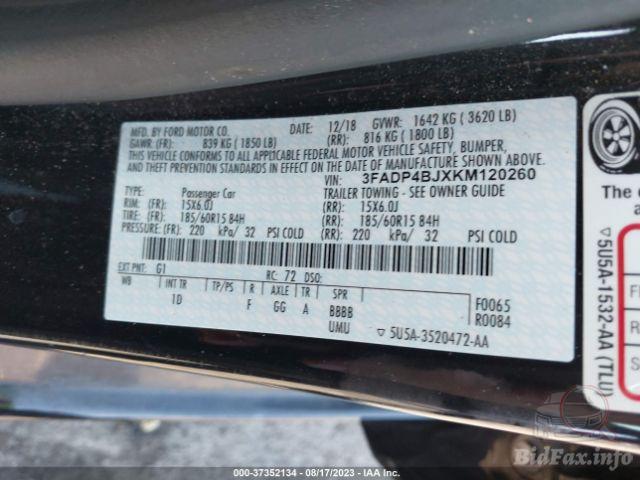 MFD. BY FORD MOTOR CO. DATE: 12/18 GVWR: 1642 KG ( 3620 LB)
GAWR: (FR): 839 KG ( 1850 LB) (RR): 816 KG ( 1800 LB)
THIS VEHICLE CONFORMS TO ALL APPLICABLE FEDERAL MOTOR VEHICLE SAFETY, BUMPER,
AND THEFT PREVENTION STANDARDS IN EFFECT ON THE DATE OF MANUFACTURE SHOWN ABOVE.
VIN: 3FADP4BJXKM120260
TYPE: Passenger Car TRAILER TOWING - SEE OWNER GUIDE
RIM: (FR): 15X6.0J (RR): 15X6.0J
TIRE: (FR): 185/60R15 84H (RR): 185/60R15 84H
PRESSURE: (FR): 220 kPa/ 32 PSI COLD (RR): 220 kPa/ 32 PSI COLD
EXT PNT: G1 RC: 72 DSO:
WB INT TR TP/PS R AXLE TR SPR
1D F GG A BBBB F0065
UMU R0084
▽ 5U5A-3520472-AA
▽ 5U5A-1532-AA (TLU)
000-37352134 - 08/17/2023 - IAA Inc.
BidFax.info